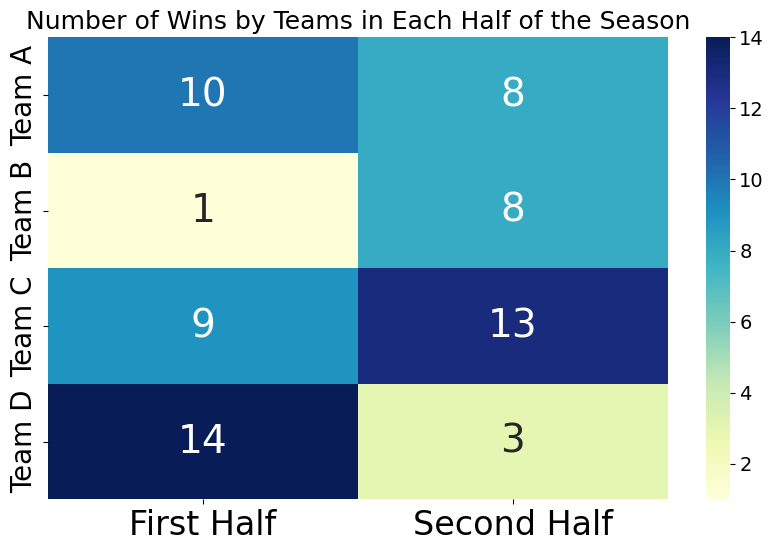 Number of Wins by Teams in Each Half of the Season
Team A
10
8
Team B
1
8
Team C
9
13
Team D
14
3
First Half
Second Half
14
12
10
8
6
4
2